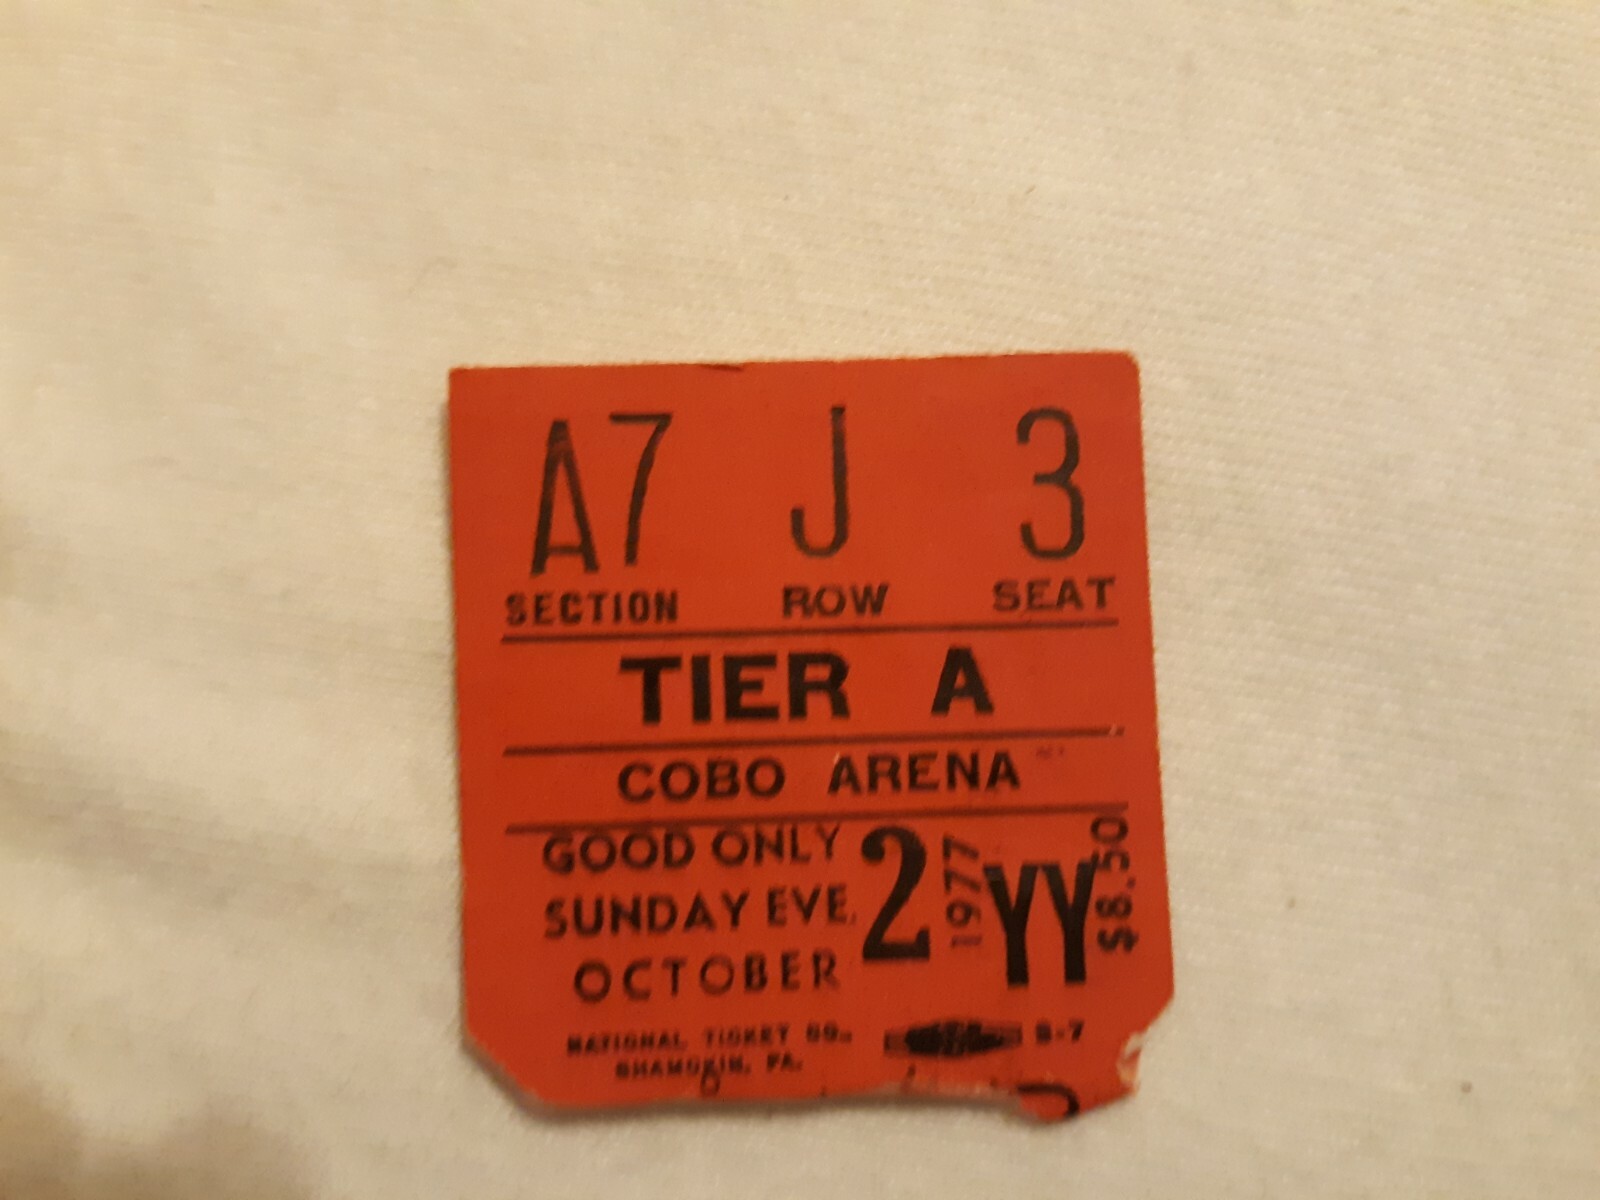 A7 J 3
SECTION ROW SEAT
TIER A
COBO ARENA
GOOD ONLY
SUNDAY EVE.
OCTOBER
2
1977
YY
$8.50
NATIONAL TICKET CO.
SHAMOKIN, PA.
S-7